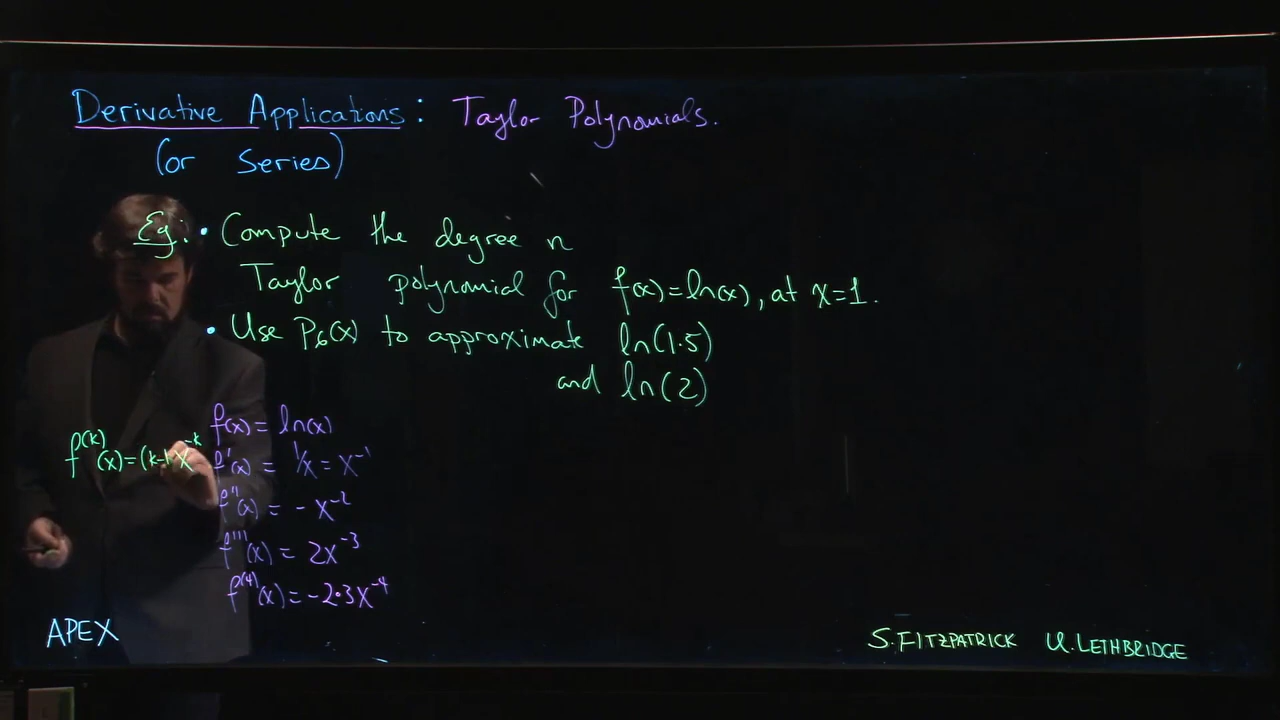 Derivative Applications: Taylor Polynomials.
(or Series)
Eg: • Compute the degree n
Taylor polynomial for f(x)=ln(x), at x=1.
• Use P₆(x) to approximate ln(1.5)
and ln(2)
f(x) = ln(x)
f'(x) = 1/x = x⁻¹
f⁽ᵏ⁾(x)=(k-1 x⁻ᵏ
f''(x) = - x⁻²
f'''(x) = 2x⁻³
f⁽⁴⁾(x) = -2·3x⁻⁴
APEX
S. FITZPATRICK U. LETHBRIDGE